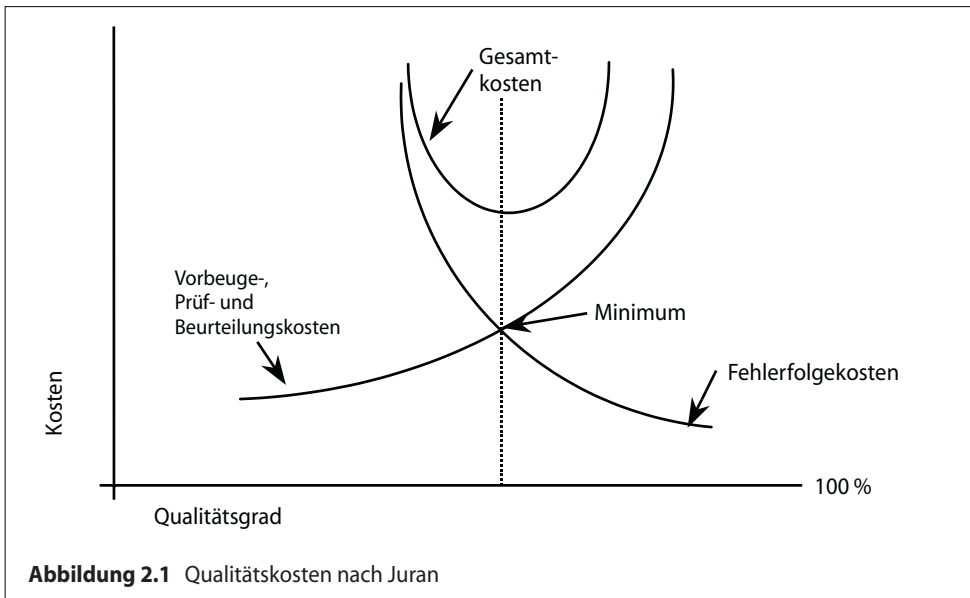 Gesamt-
kosten
Vorbeuge-,
Prüf- und
Beurteilungskosten
Minimum
Fehlerfolgekosten
Kosten
100 %
Qualitätsgrad
Abbildung 2.1 Qualitätskosten nach Juran